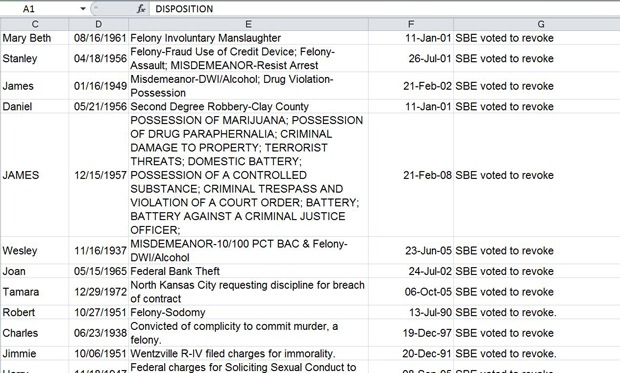 A1 fx DISPOSITION
C D E F G
Mary Beth 08/16/1961 Felony Involuntary Manslaughter 11-Jan-01 SBE voted to revoke
Felony-Fraud Use of Credit Device; Felony-
Stanley 04/18/1956 Assault; MISDEMEANOR-Resist Arrest 26-Jul-01 SBE voted to revoke
Misdemeanor-DWI/Alcohol; Drug Violation-
James 01/16/1949 Possession 21-Feb-02 SBE voted to revoke
Daniel 05/21/1956 Second Degree Robbery-Clay County 11-Jan-01 SBE voted to revoke
POSSESSION OF MARIJUANA; POSSESSION
OF DRUG PARAPHERNALIA; CRIMINAL
DAMAGE TO PROPERTY; TERRORIST
THREATS; DOMESTIC BATTERY;
JAMES 12/15/1957 POSSESSION OF A CONTROLLED 21-Feb-08 SBE voted to revoke
SUBSTANCE; CRIMINAL TRESPASS AND
VIOLATION OF A COURT ORDER; BATTERY;
BATTERY AGAINST A CRIMINAL JUSTICE
OFFICER;
MISDEMEANOR-10/100 PCT BAC & Felony-
Wesley 11/16/1937 DWI/Alcohol 23-Jun-05 SBE voted to revoke
Joan 05/15/1965 Federal Bank Theft 24-Jul-02 SBE voted to revoke
North Kansas City requesting discipline for breach
Tamara 12/29/1972 of contract 06-Oct-05 SBE voted to revoke
Robert 10/27/1951 Felony-Sodomy 13-Jul-90 SBE voted to revoke.
Convicted of complicity to commit murder, a
Charles 06/23/1938 felony. 19-Dec-97 SBE voted to revoke.
Jimmie 10/06/1951 Wentzville R-IV filed charges for immorality. 20-Dec-91 SBE voted to revoke.
Federal charges for Soliciting Sexual Conduct to